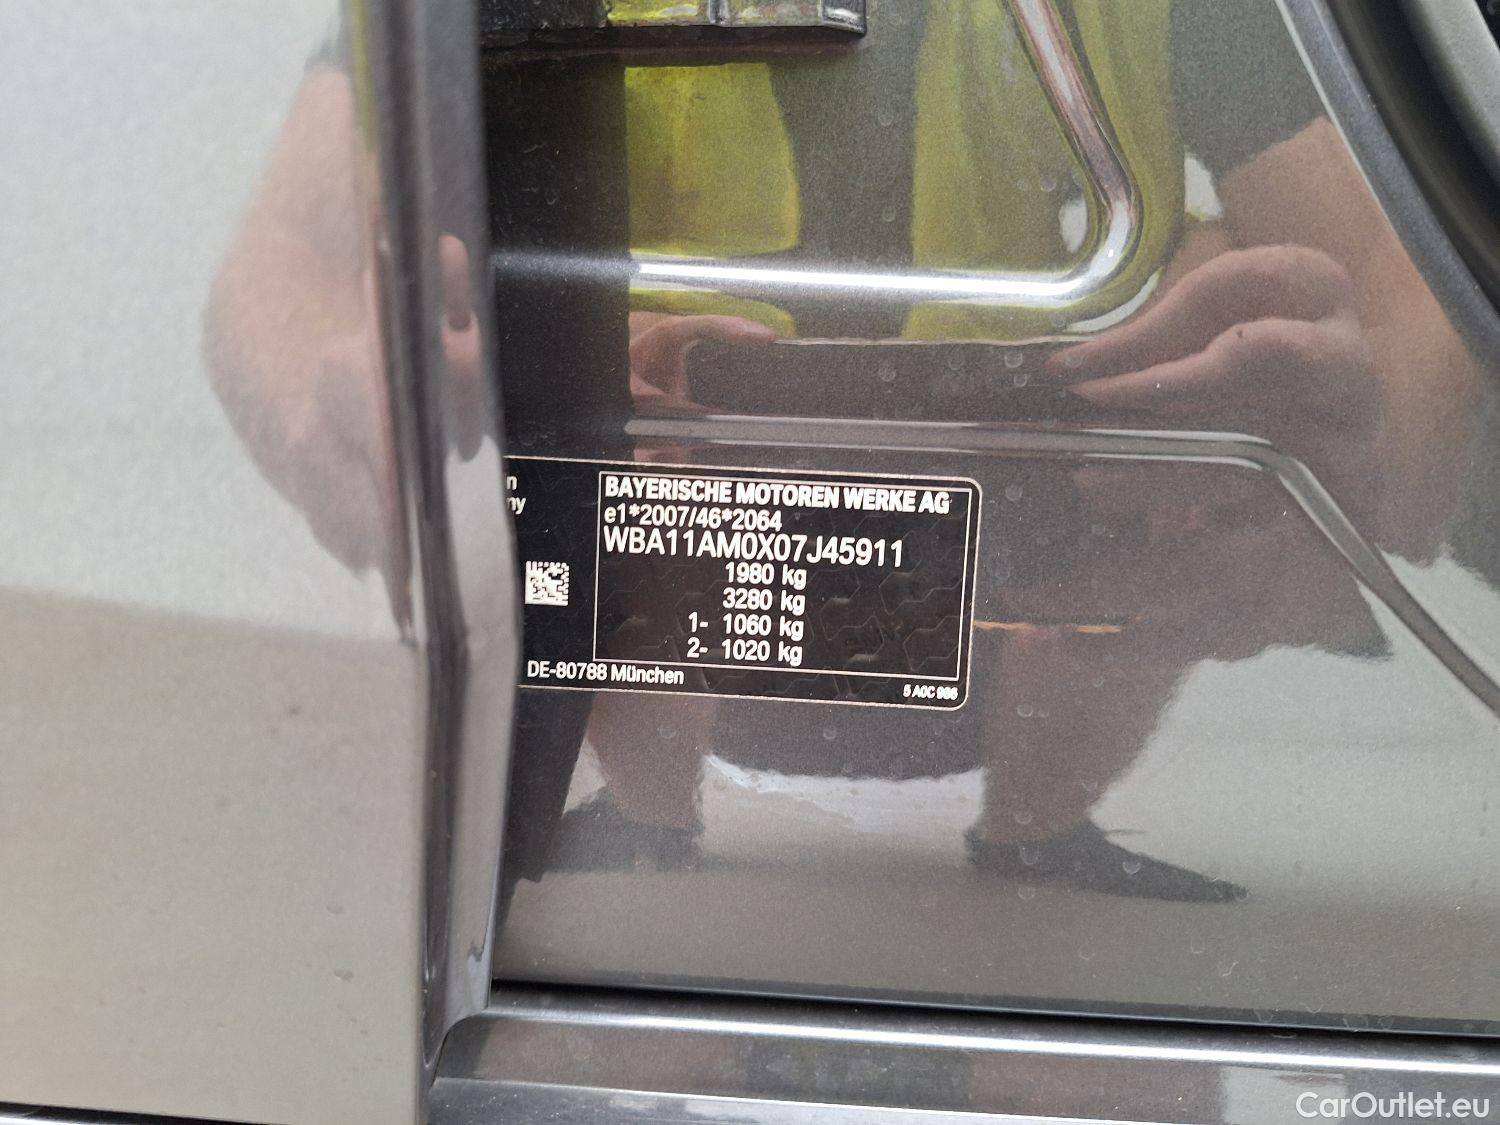 n
ny
BAYERISCHE MOTOREN WERKE AG
e1*2007/46*2064
WBA11AM0X07J45911
1980 kg
3280 kg
1- 1060 kg
2- 1020 kg
DE-80788 München
5 A0C 986
CarOutlet.eu